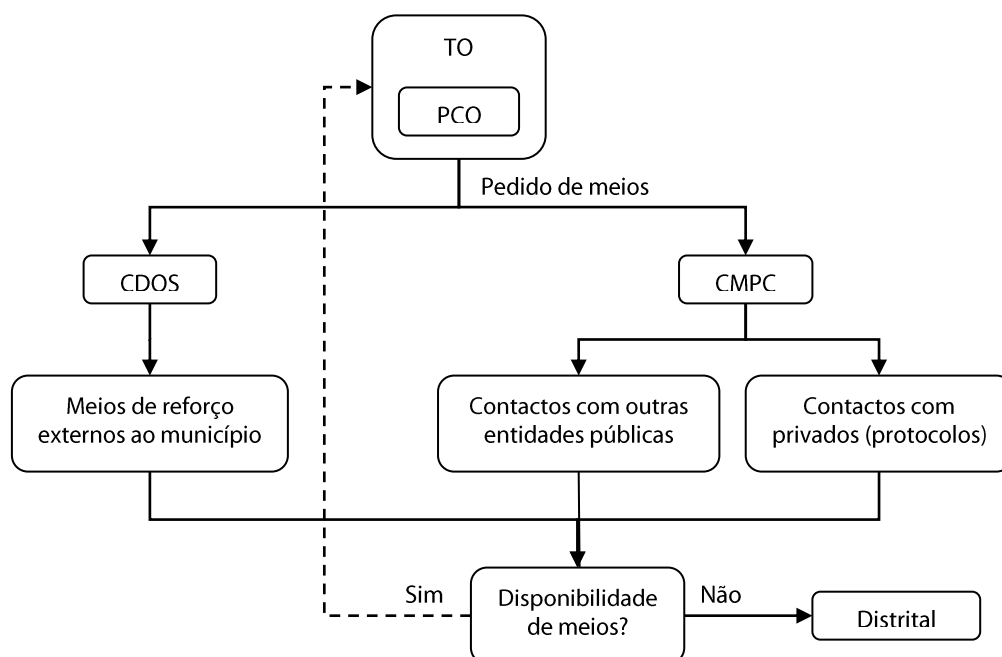 TO
PCO
Pedido de meios
CDOS
CMPC
Meios de reforço
externos ao município
Contactos com outras
entidades públicas
Contactos com
privados (protocolos)
Sim
Disponibilidade
de meios?
Não
Distrital